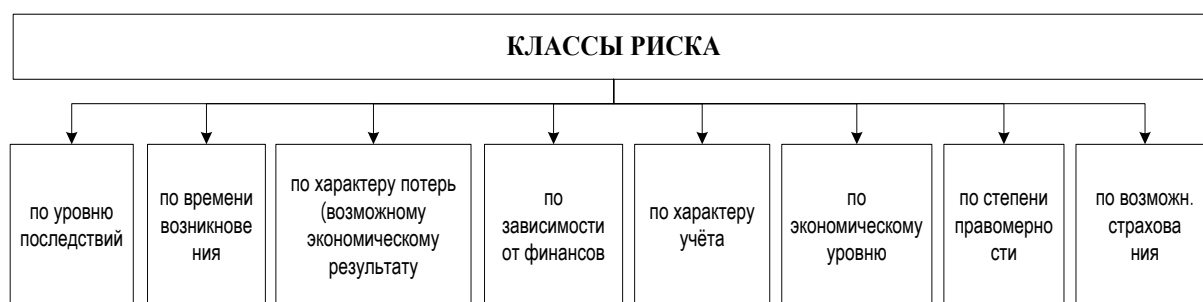 КЛАССЫ РИСКА
по уровню
последствий
по времени
возникнове
ния
по характеру потерь
(возможному
экономическому
результату
по
зависимости
от финансов
по характеру
учёта
по
экономическому
уровню
по степени
правомерно
сти
по возможн.
страхова
ния